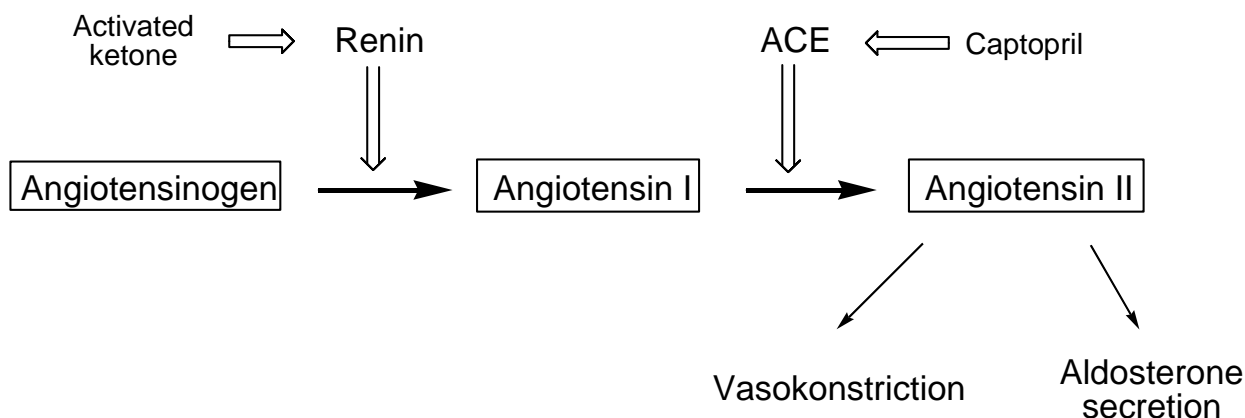 Activated
ketone
Renin
ACE
Captopril
Angiotensinogen
Angiotensin I
Angiotensin II
Vasokonstriction
Aldosterone
secretion